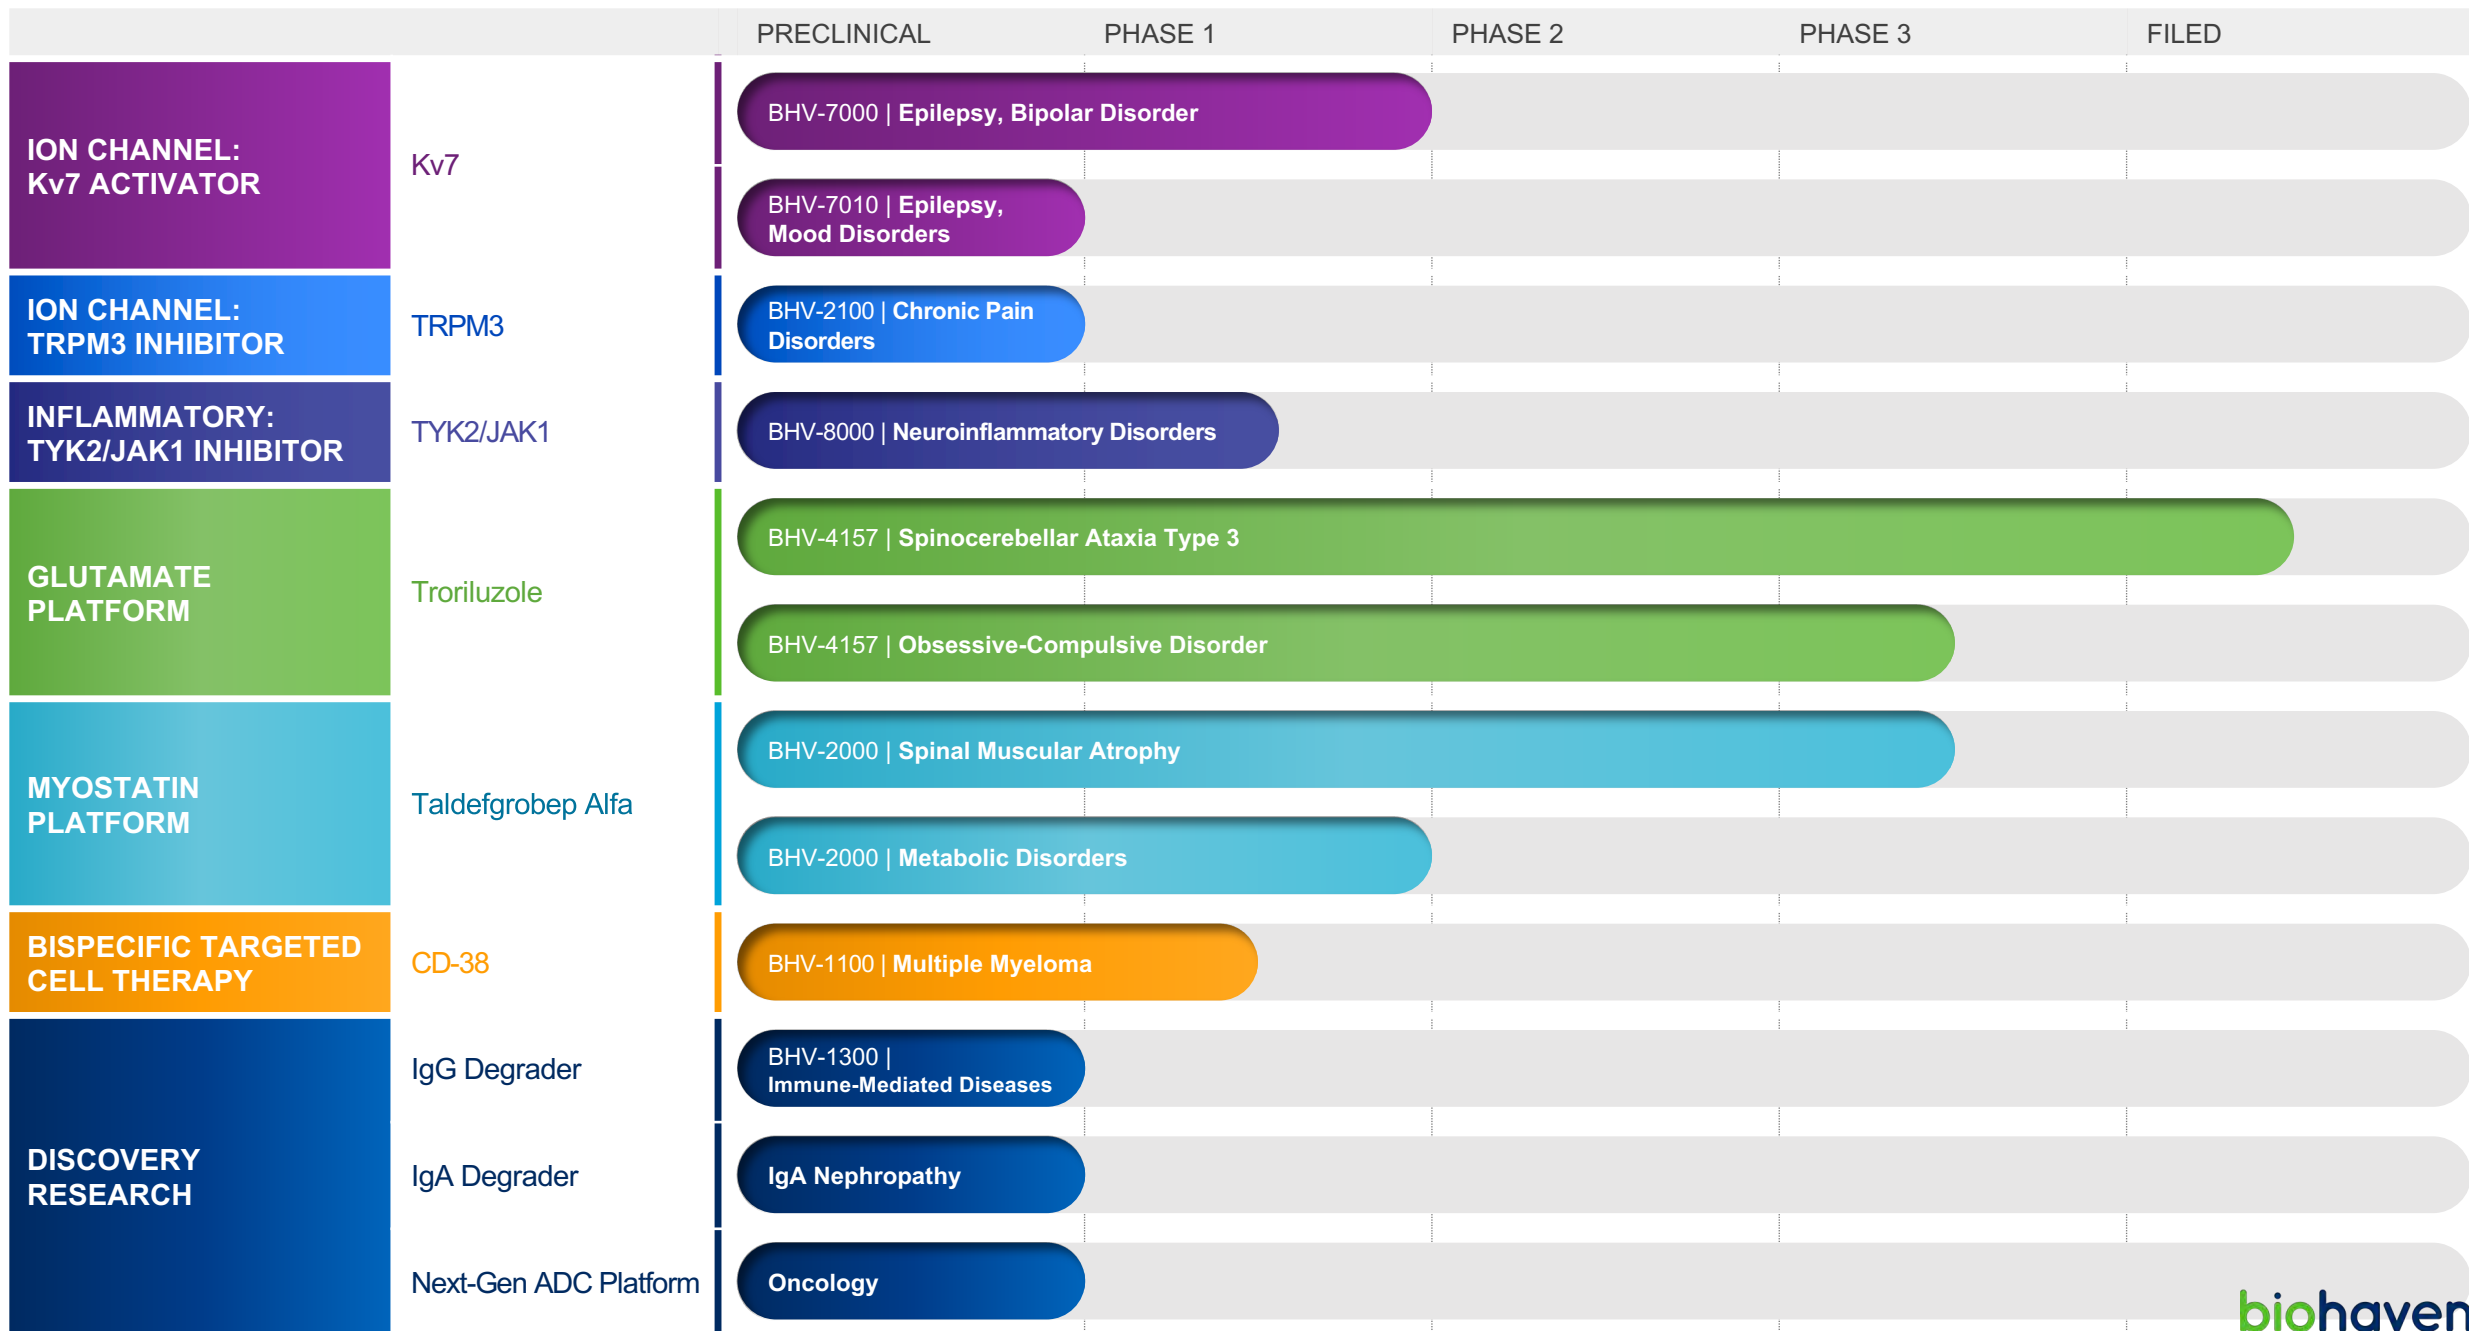 PRECLINICAL PHASE 1 PHASE 2 PHASE 3 FILED
ION CHANNEL:
Kv7 ACTIVATOR
Kv7
BHV-7000 | Epilepsy, Bipolar Disorder
BHV-7010 | Epilepsy,
Mood Disorders
ION CHANNEL:
TRPM3 INHIBITOR
TRPM3
BHV-2100 | Chronic Pain
Disorders
INFLAMMATORY:
TYK2/JAK1 INHIBITOR
TYK2/JAK1
BHV-8000 | Neuroinflammatory Disorders
GLUTAMATE
PLATFORM
Troriluzole
BHV-4157 | Spinocerebellar Ataxia Type 3
BHV-4157 | Obsessive-Compulsive Disorder
MYOSTATIN
PLATFORM
Taldefgrobep Alfa
BHV-2000 | Spinal Muscular Atrophy
BHV-2000 | Metabolic Disorders
BISPECIFIC TARGETED
CELL THERAPY
CD-38
BHV-1100 | Multiple Myeloma
DISCOVERY
RESEARCH
IgG Degrader
BHV-1300 |
Immune-Mediated Diseases
IgA Degrader
IgA Nephropathy
Next-Gen ADC Platform
Oncology
biohaven